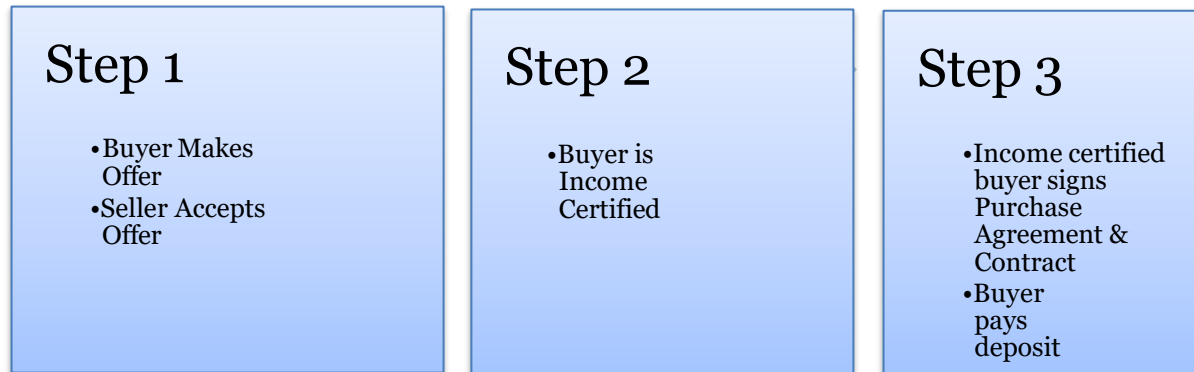 Step 1
•Buyer Makes
Offer
•Seller Accepts
Offer
Step 2
•Buyer is
Income
Certified
Step 3
•Income certified
buyer signs
Purchase
Agreement &
Contract
•Buyer
pays
deposit